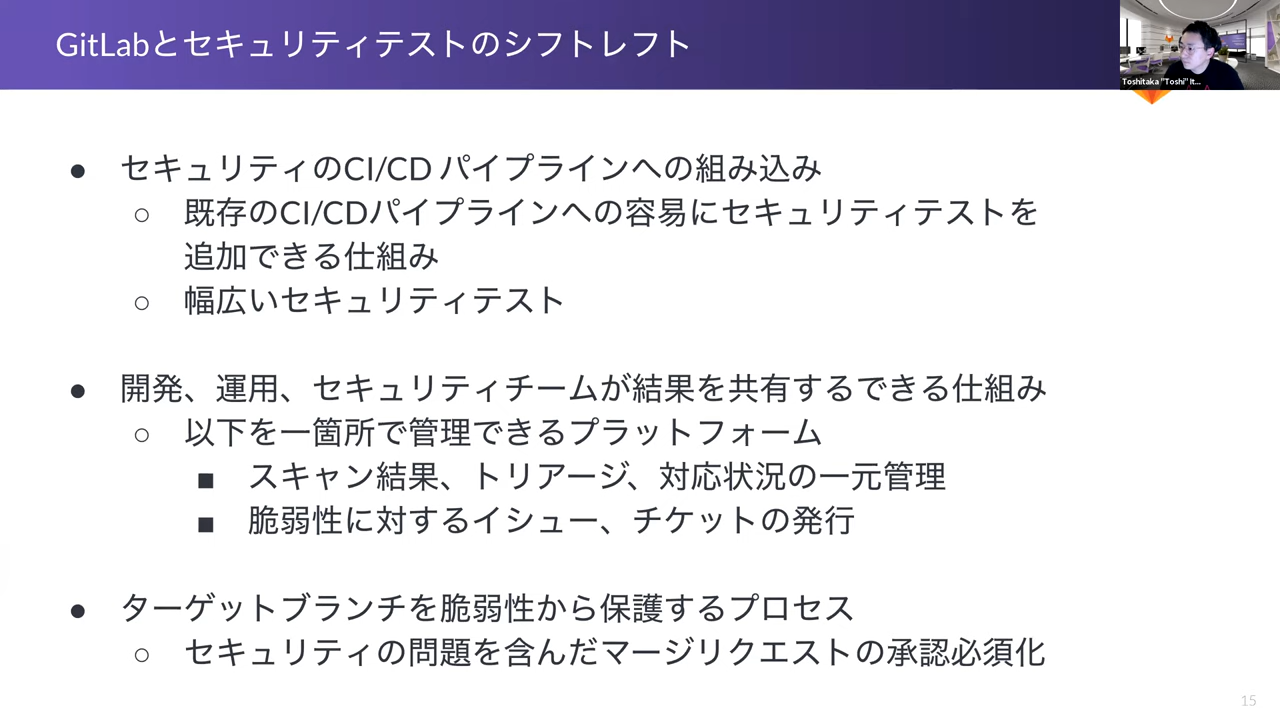 GitLabとセキュリティテストのシフトレフト
Toshitaka "Toshi" It...
● セキュリティのCI/CD パイプラインへの組み込み
○ 既存のCI/CDパイプラインへの容易にセキュリティテストを
追加できる仕組み
○ 幅広いセキュリティテスト
● 開発、運用、セキュリティチームが結果を共有するできる仕組み
○ 以下を一箇所で管理できるプラットフォーム
■ スキャン結果、トリアージ、対応状況の一元管理
■ 脆弱性に対するイシュー、チケットの発行
● ターゲットブランチを脆弱性から保護するプロセス
○ セキュリティの問題を含んだマージリクエストの承認必須化
15